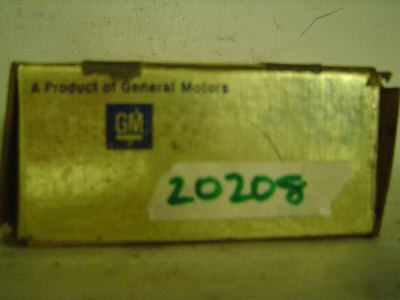 A Product of General Motors
GM
20208